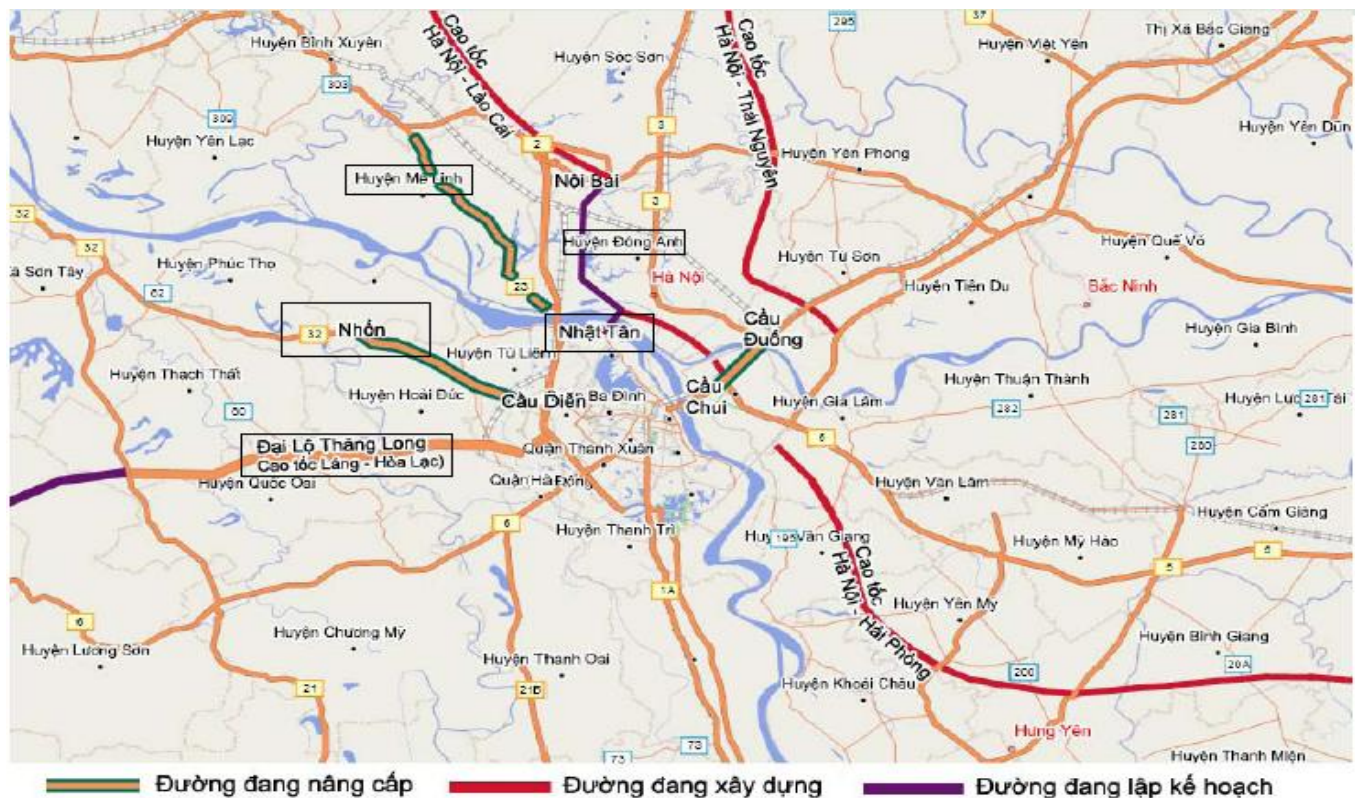 295
37
Thị Xã Bắc Giang
Huyện Bình Xuyên
Cao tốc
Hà Nội - Lào Cai
Huyện Sóc Sơn
Cao tốc
Hà Nội - Thái Nguyên
Huyện Việt Yên
303
309
3
Huyện Yên Dũn
Huyện Yên Lạc
2
Huyện Yên Phong
Huyện Mê Linh
Nội Bài
32
3
32
Huyện Đông Anh
Huyện Quế Võ
Huyện Phúc Thọ
Huyện Từ Sơn
ã Sơn Tây
Hà Nội
82
23
Huyện Tiên Du
Bắc Ninh
Cầu
Đuống
32
Nhổn
Nhật Tân
Huyện Gia Bình
Huyện Từ Liêm
Huyện Thạch Thất
Huyện Thuận Thành
Huyện Hoài Đức
Cầu Diễn
Ba Đình
Cầu
Chui
Huyện Gia Lâm
282
281
281
80
5
280
Đại Lộ Thăng Long
Cao tốc Láng - Hòa Lạc)
Quận Thanh Xuân
Huyện Quốc Oai
Quận Hà Đông
Huyện Văn Lâm
6
Huyện Thanh Trì
195
Văn Giang
Huyện Cẩm Giàng
Huyện Mỹ Hào
5
5
Cao tốc
Hà Nội - Hải Phòng
1A
Huyện Yên Mỹ
6
Huyện Chương Mỹ
Huyện Bình Giang
Huyện Lương Sơn
Huyện Thanh Oai
200
20A
21
21B
Huyện Khoái Châu
Hưng Yên
73
73
Huyện Thanh Miện
Đường đang nâng cấp
Đường đang xây dựng
Đường đang lập kế hoạch